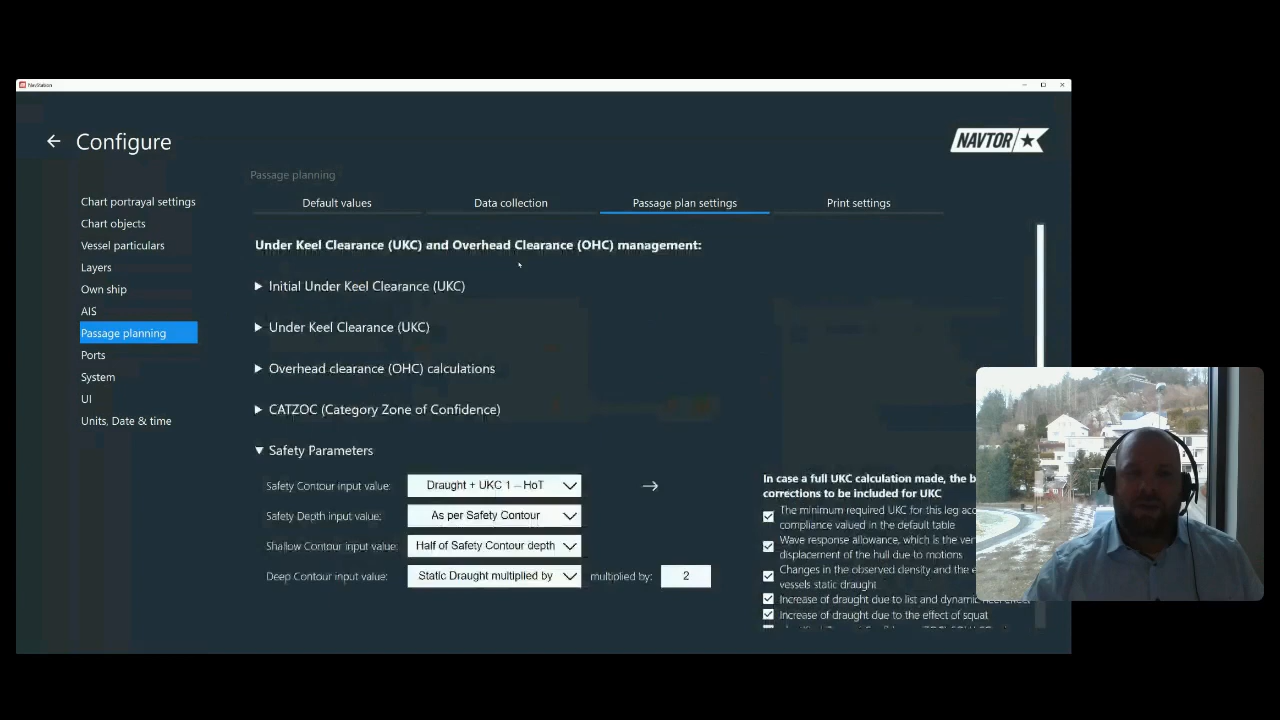 NavStation
Configure
NAVTOR
Passage planning
Default values
Data collection
Passage plan settings
Print settings
Chart portrayal settings
Chart objects
Vessel particulars
Layers
Own ship
AIS
Passage planning
Ports
System
UI
Units, Date & time
Under Keel Clearance (UKC) and Overhead Clearance (OHC) management:
Initial Under Keel Clearance (UKC)
Under Keel Clearance (UKC)
Overhead clearance (OHC) calculations
CATZOC (Category Zone of Confidence)
Safety Parameters
Safety Contour input value: Draught + UKC 1 – HoT
Safety Depth input value: As per Safety Contour
Shallow Contour input value: Half of Safety Contour depth
Deep Contour input value: Static Draught multiplied by multiplied by: 2
In case a full UKC calculation made, the b
corrections to be included for UKC
The minimum required UKC for this leg acc
compliance valued in the default table
Wave response allowance, which is the ver
displacement of the hull due to motions
Changes in the observed density and the e
vessels static draught
Increase of draught due to list and dynamic heel effect
Increase of draught due to the effect of squat